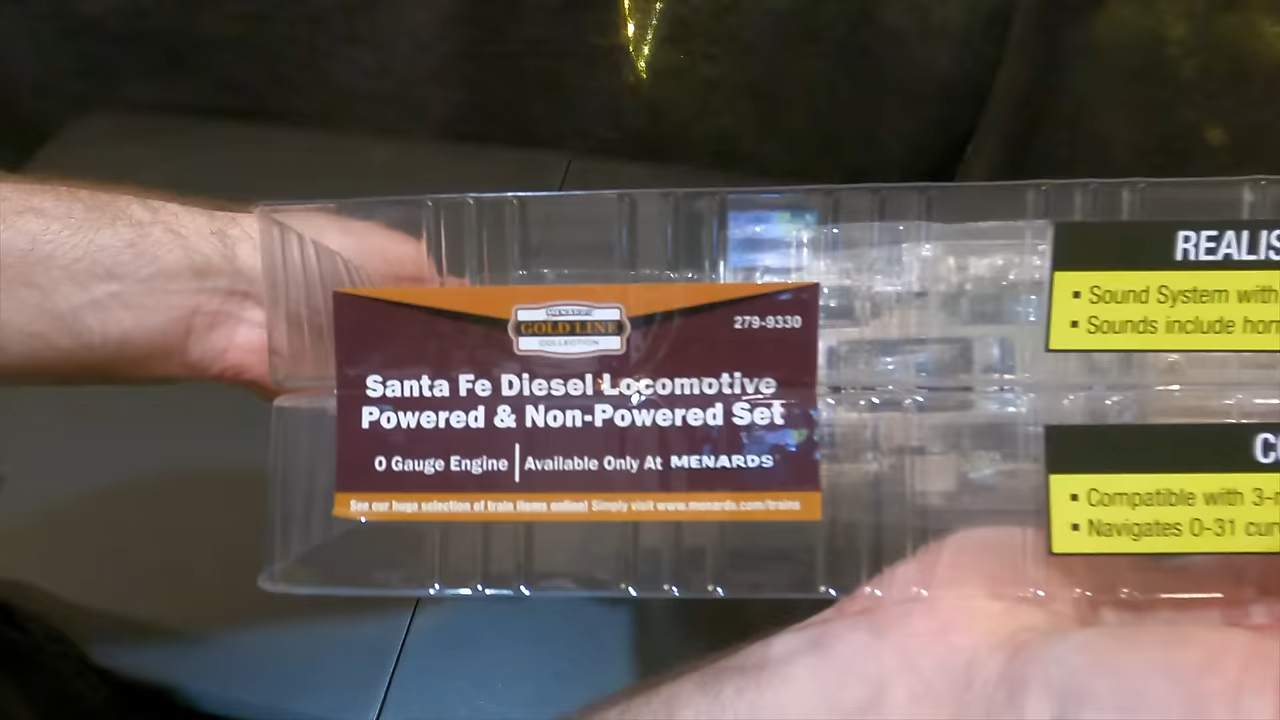 MENARDS
GOLD LINE
COLLECTION
279-9330
Santa Fe Diesel Locomotive
Powered & Non-Powered Set
O Gauge Engine | Available Only At MENARDS
See our huge selection of train items online! Simply visit www.menards.com/trains
REALIS
▪ Sound System with
▪ Sounds include hor
CO
▪ Compatible with 3-r
▪ Navigates O-31 cur